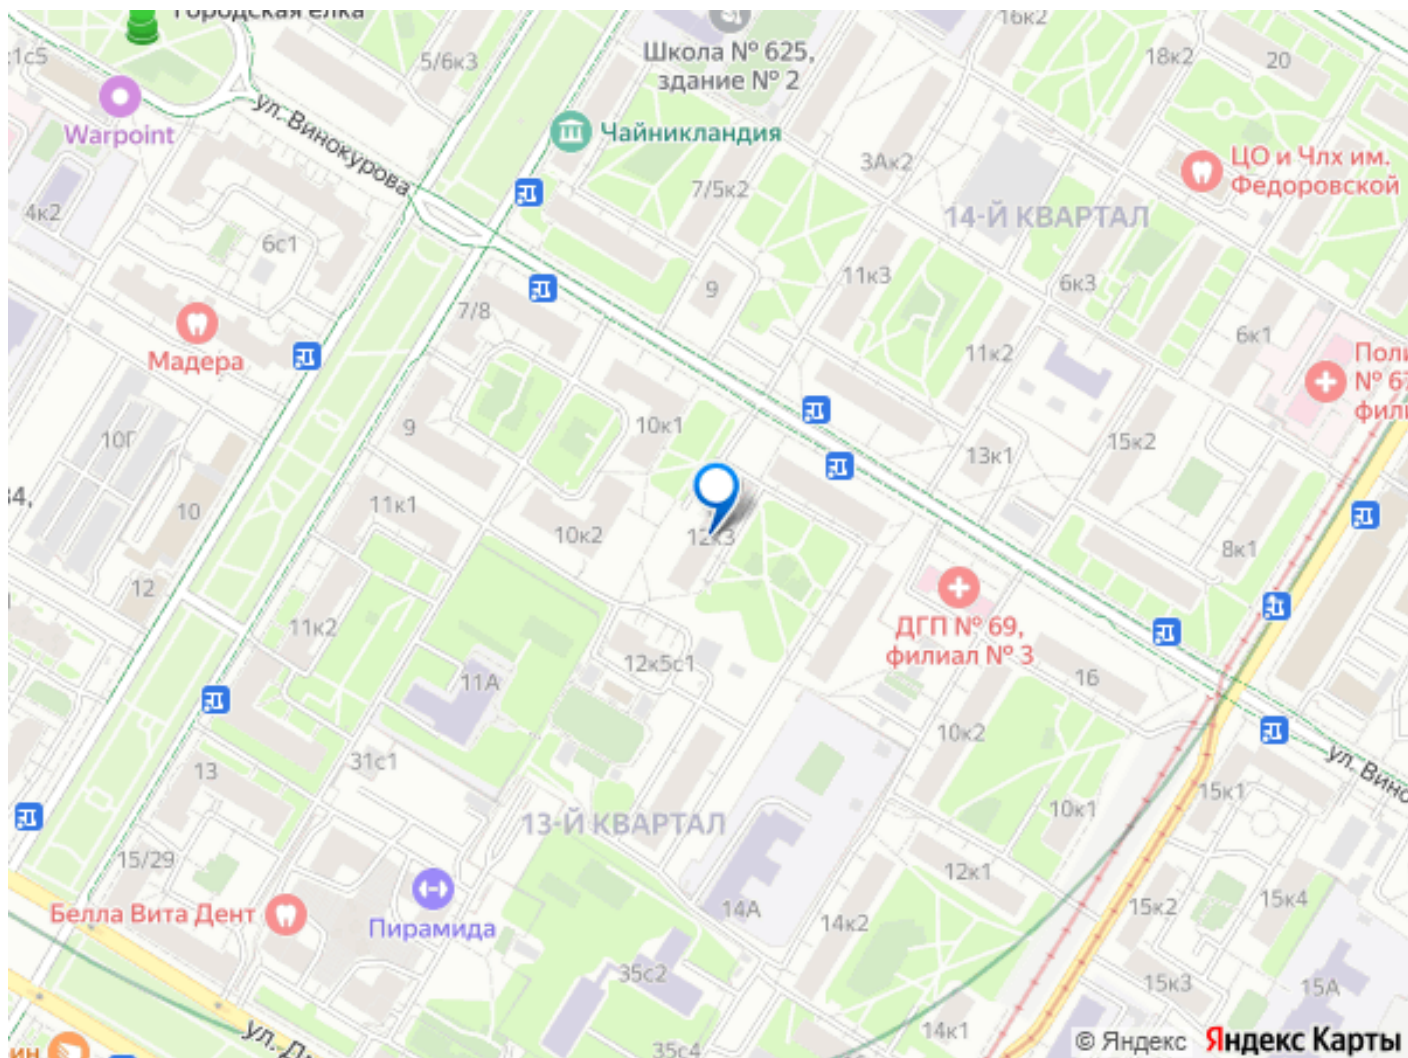 Городская ёлка
16к2
Школа № 625,
здание № 2
5/6к3
18к2
20
ул. Винокурова
Warpoint
Чайникландия
ЦО и Члх им.
Федоровской
3Ак2
7/5к2
4к2
14-Й КВАРТАЛ
6с1
11к3
9
6к3
7/8
6к1
11к2
Мадера
№ 67
9
10к1
10Г
15к2
13к1
10
11к1
10к2
12к3
8к1
12
ДГП № 69,
филиал № 3
11к2
12к5с1
16
11А
10к2
31с1
13
15к1
10к1
13-Й КВАРТАЛ
15/29
12к1
Белла Вита Дент
Пирамида
14А
14к2
15к2
15к4
35с2
15к3
15А
14к1
35с4
© Яндекс
Яндекс Карты